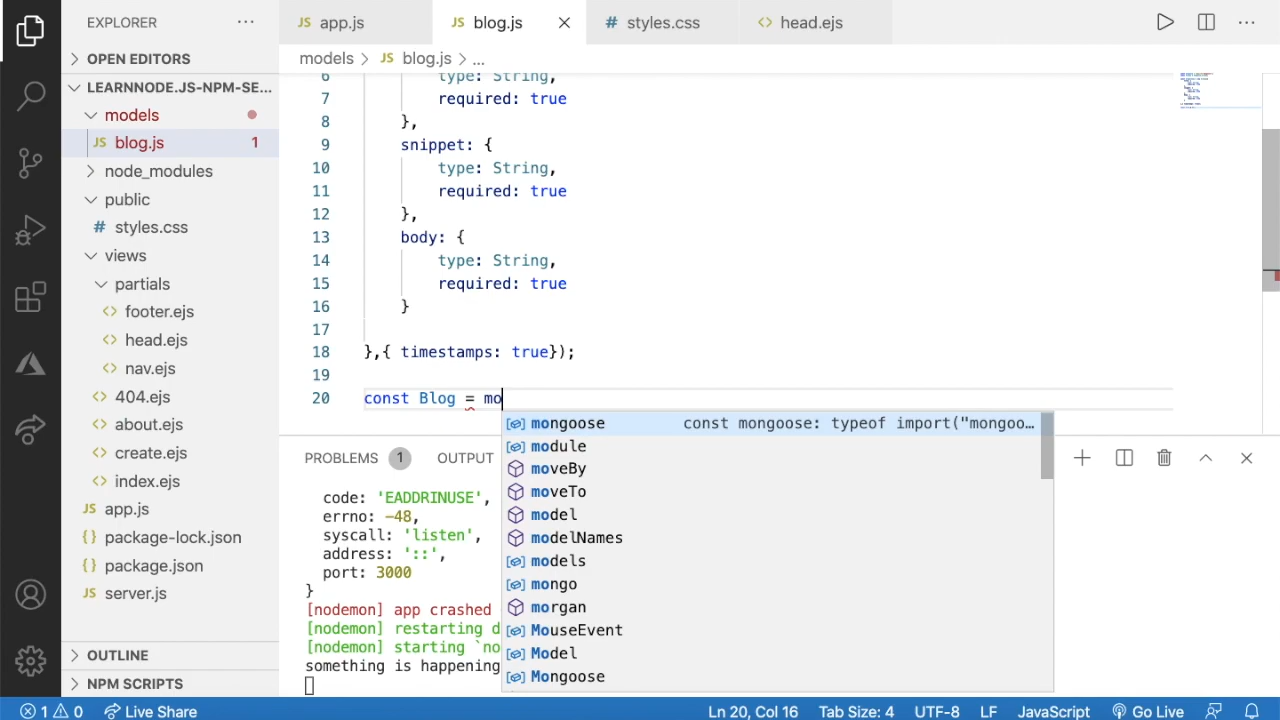 EXPLORER
app.js
blog.js
styles.css
head.ejs
OPEN EDITORS
models > JS blog.js > ...
LEARNNODE.JS-NPM-SE...
models
JS blog.js 1
node_modules
public
# styles.css
views
partials
<> footer.ejs
<> head.ejs
<> nav.ejs
<> 404.ejs
<> about.ejs
<> create.ejs
<> index.ejs
JS app.js
{} package-lock.json
{} package.json
JS server.js
OUTLINE
NPM SCRIPTS
6 type: String,
7 required: true
8 },
9 snippet: {
10 type: String,
11 required: true
12 },
13 body: {
14 type: String,
15 required: true
16 }
17
18 },{ timestamps: true});
19
20 const Blog = mo
mongoose const mongoose: typeof import("mongoo...
module
moveBy
moveTo
model
modelNames
models
mongo
morgan
MouseEvent
Model
Mongoose
PROBLEMS 1 OUTPUT
code: 'EADDRINUSE',
errno: -48,
syscall: 'listen',
address: '::',
port: 3000
}
[nodemon] app crashed
[nodemon] restarting d
[nodemon] starting `no
something is happening
1 0 Live Share Ln 20, Col 16 Tab Size: 4 UTF-8 LF JavaScript Go Live